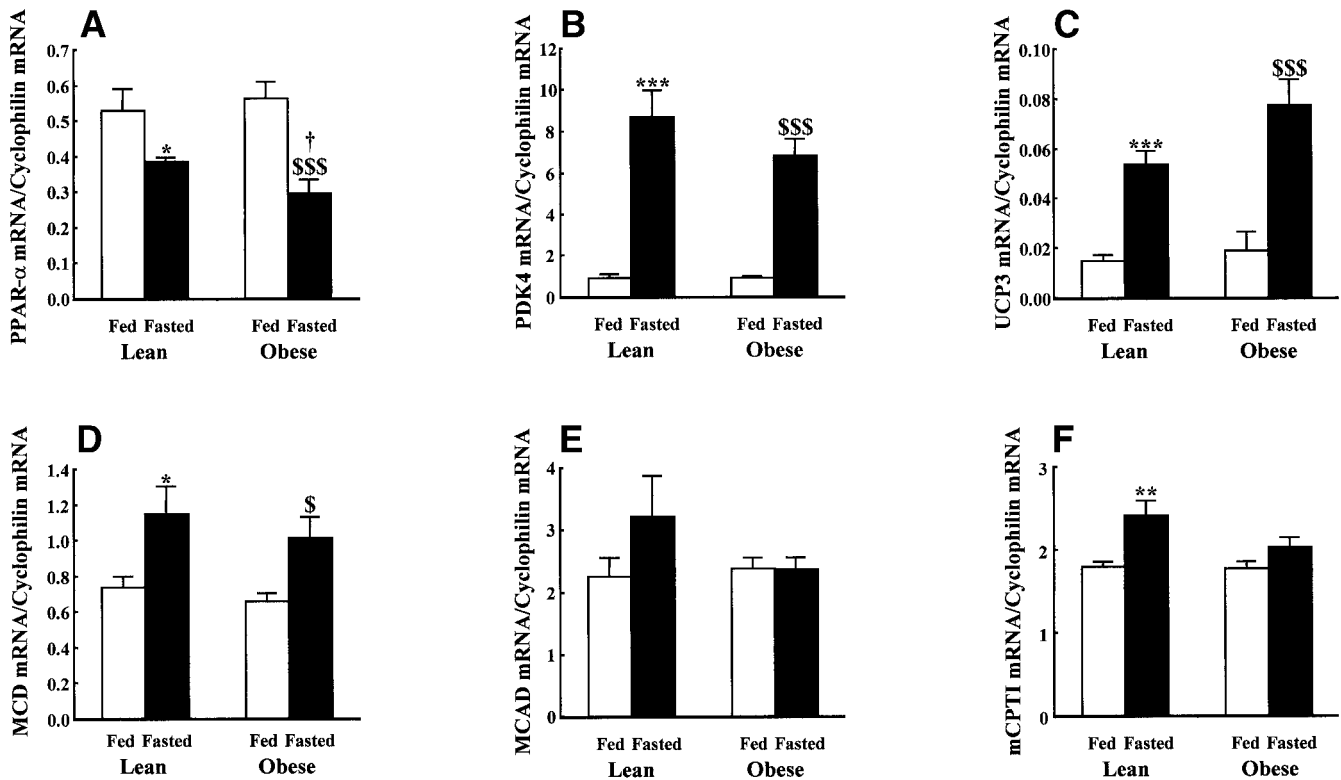 A
PPAR-α mRNA/Cyclophilin mRNA
0.7
0.6
0.5
0.4
0.3
0.2
0.1
0.0
*
†
$$$
Fed Fasted Fed Fasted
Lean Obese
B
PDK4 mRNA/Cyclophilin mRNA
12
10
8
6
4
2
0
***
$$$
Fed Fasted Fed Fasted
Lean Obese
C
UCP3 mRNA/Cyclophilin mRNA
0.10
0.08
0.06
0.04
0.02
0.00
***
$$$
Fed Fasted Fed Fasted
Lean Obese
D
MCD mRNA/Cyclophilin mRNA
1.4
1.2
1.0
0.8
0.6
0.4
0.2
0.0
*
$
Fed Fasted Fed Fasted
Lean Obese
E
MCAD mRNA/Cyclophilin mRNA
4
3
2
1
0
Fed Fasted Fed Fasted
Lean Obese
F
mCPTI mRNA/Cyclophilin mRNA
3
2
1
0
**
Fed Fasted Fed Fasted
Lean Obese